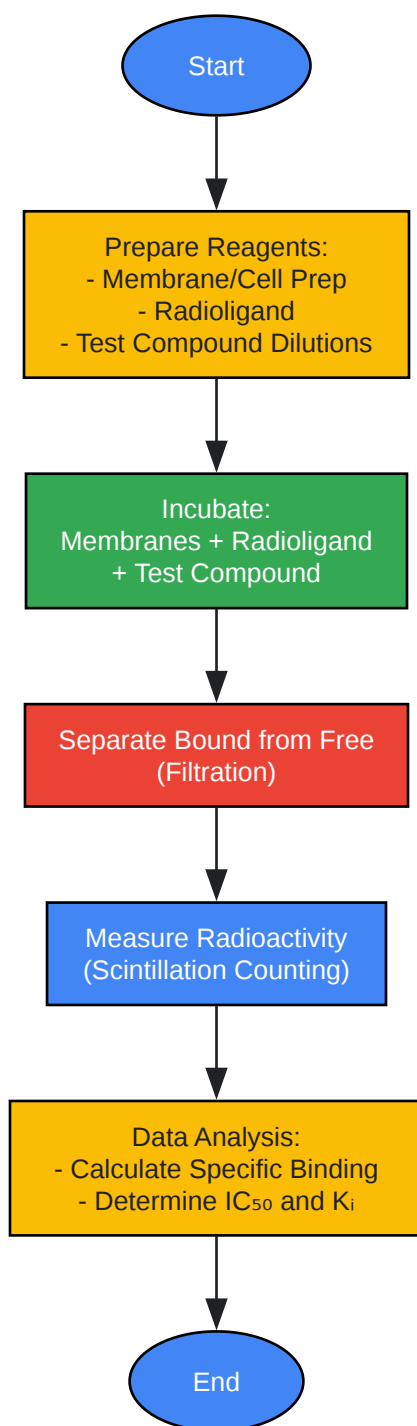 Start
Prepare Reagents:
- Membrane/Cell Prep
- Radioligand
- Test Compound Dilutions
Incubate:
Membranes + Radioligand
+ Test Compound
Separate Bound from Free
(Filtration)
Measure Radioactivity
(Scintillation Counting)
Data Analysis:
- Calculate Specific Binding
- Determine IC₅₀ and Kᵢ
End